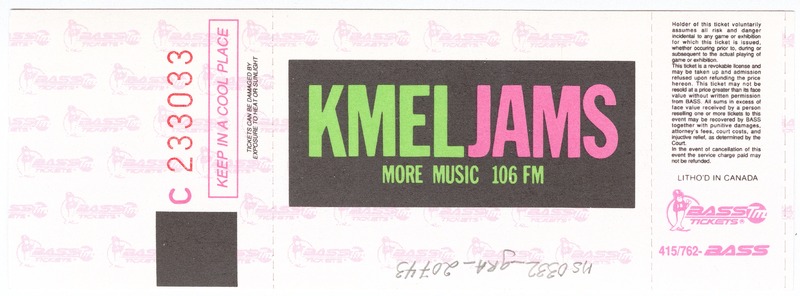 C 233033
KEEP IN A COOL PLACE
TICKETS CAN BE DAMAGED BY
EXPOSURE TO HEAT OR SUNLIGHT
KMELJAMS
MORE MUSIC 106 FM
ns0332_gRA_20743
Holder of this ticket voluntarily
assumes all risk and danger
incidental to any game or exhibition
for which this ticket is issued,
whether occuring prior to, during or
subsequent to the actual playing of
game or exhibition.
This ticket is a revokable license and
may be taken up and admission
refused upon refunding the price
hereon. This ticket may not be
resold at a price greater than its face
value without written permission
from BASS. All sums in excess of
face value received by a person
reselling one or more tickets to this
event may be recovered by BASS
together with punitive damages,
attorney's fees, court costs, and
injuctive relief, as determined by the
Court.
In the event of cancellation of this
event the service charge paid may
not be refunded.
LITHO'D IN CANADA
BASS Tm
TICKETS
415/762-BASS